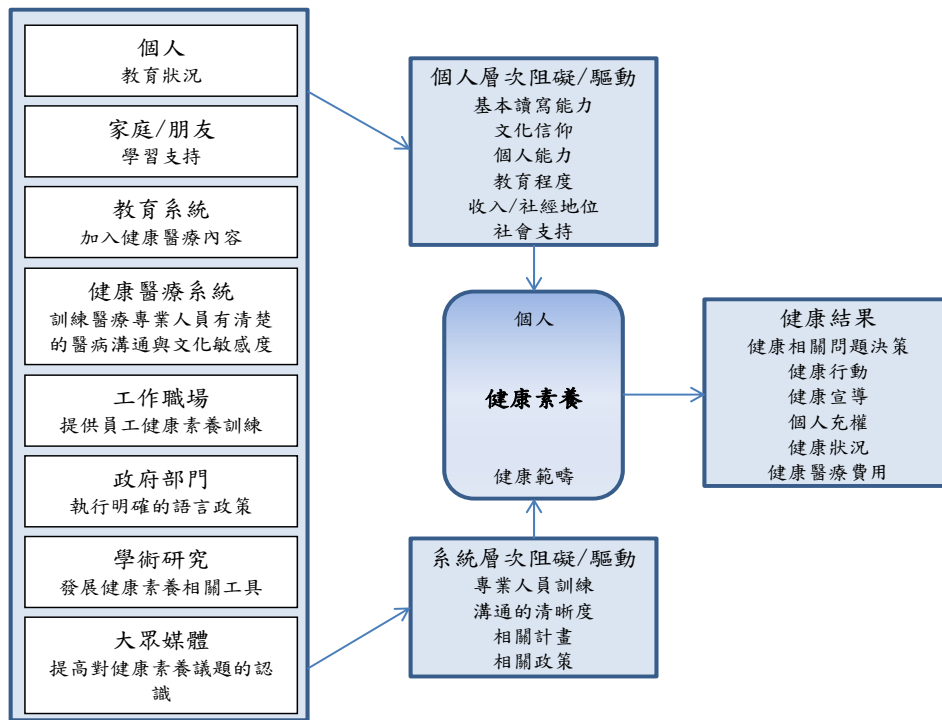 個人
教育狀況
家庭/朋友
學習支持
教育系統
加入健康醫療內容
健康醫療系統
訓練醫療專業人員有清楚
的醫病溝通與文化敏感度
工作職場
提供員工健康素養訓練
政府部門
執行明確的語言政策
學術研究
發展健康素養相關工具
大眾媒體
提高對健康素養議題的認
識
個人層次阻礙/驅動
基本讀寫能力
文化信仰
個人能力
教育程度
收入/社經地位
社會支持
個人
健康素養
健康範疇
系統層次阻礙/驅動
專業人員訓練
溝通的清晰度
相關計畫
相關政策
健康結果
健康相關問題決策
健康行動
健康宣導
個人充權
健康狀況
健康醫療費用